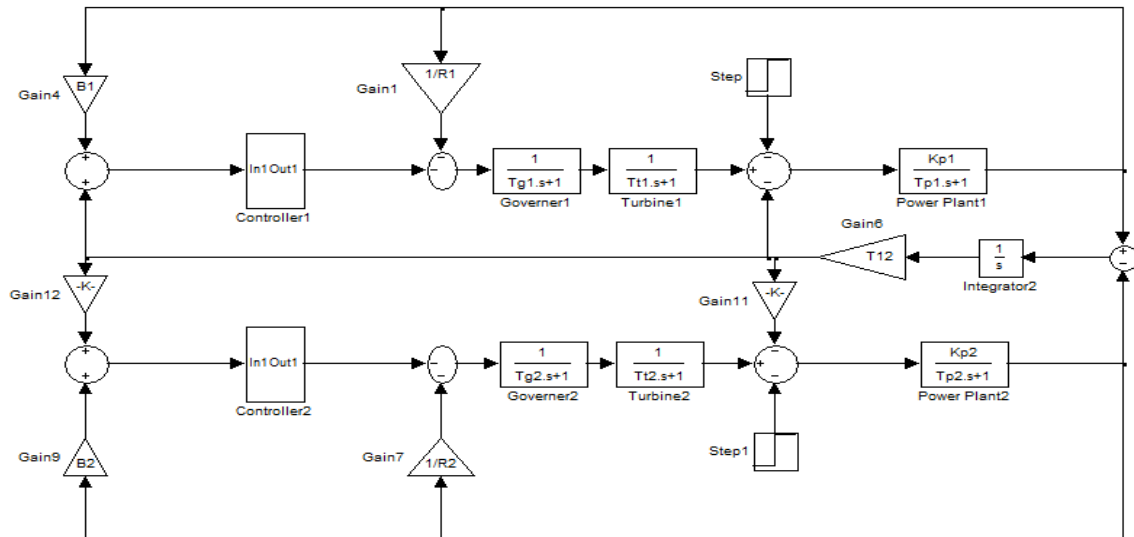 B1
Gain4
1/R1
Gain1
Step
+
+
In1Out1
Controller1
−
−
1
Tg1.s+1
Governer1
1
Tt1.s+1
Turbine1
−
+
−
Kp1
Tp1.s+1
Power Plant1
Gain6
T12
1
s
Integrator2
+
−
-K-
Gain12
-K-
Gain11
+
+
In1Out1
Controller2
−
−
1
Tg2.s+1
Governer2
1
Tt2.s+1
Turbine2
−
+
−
Kp2
Tp2.s+1
Power Plant2
Gain9
B2
Gain7
1/R2
Step1